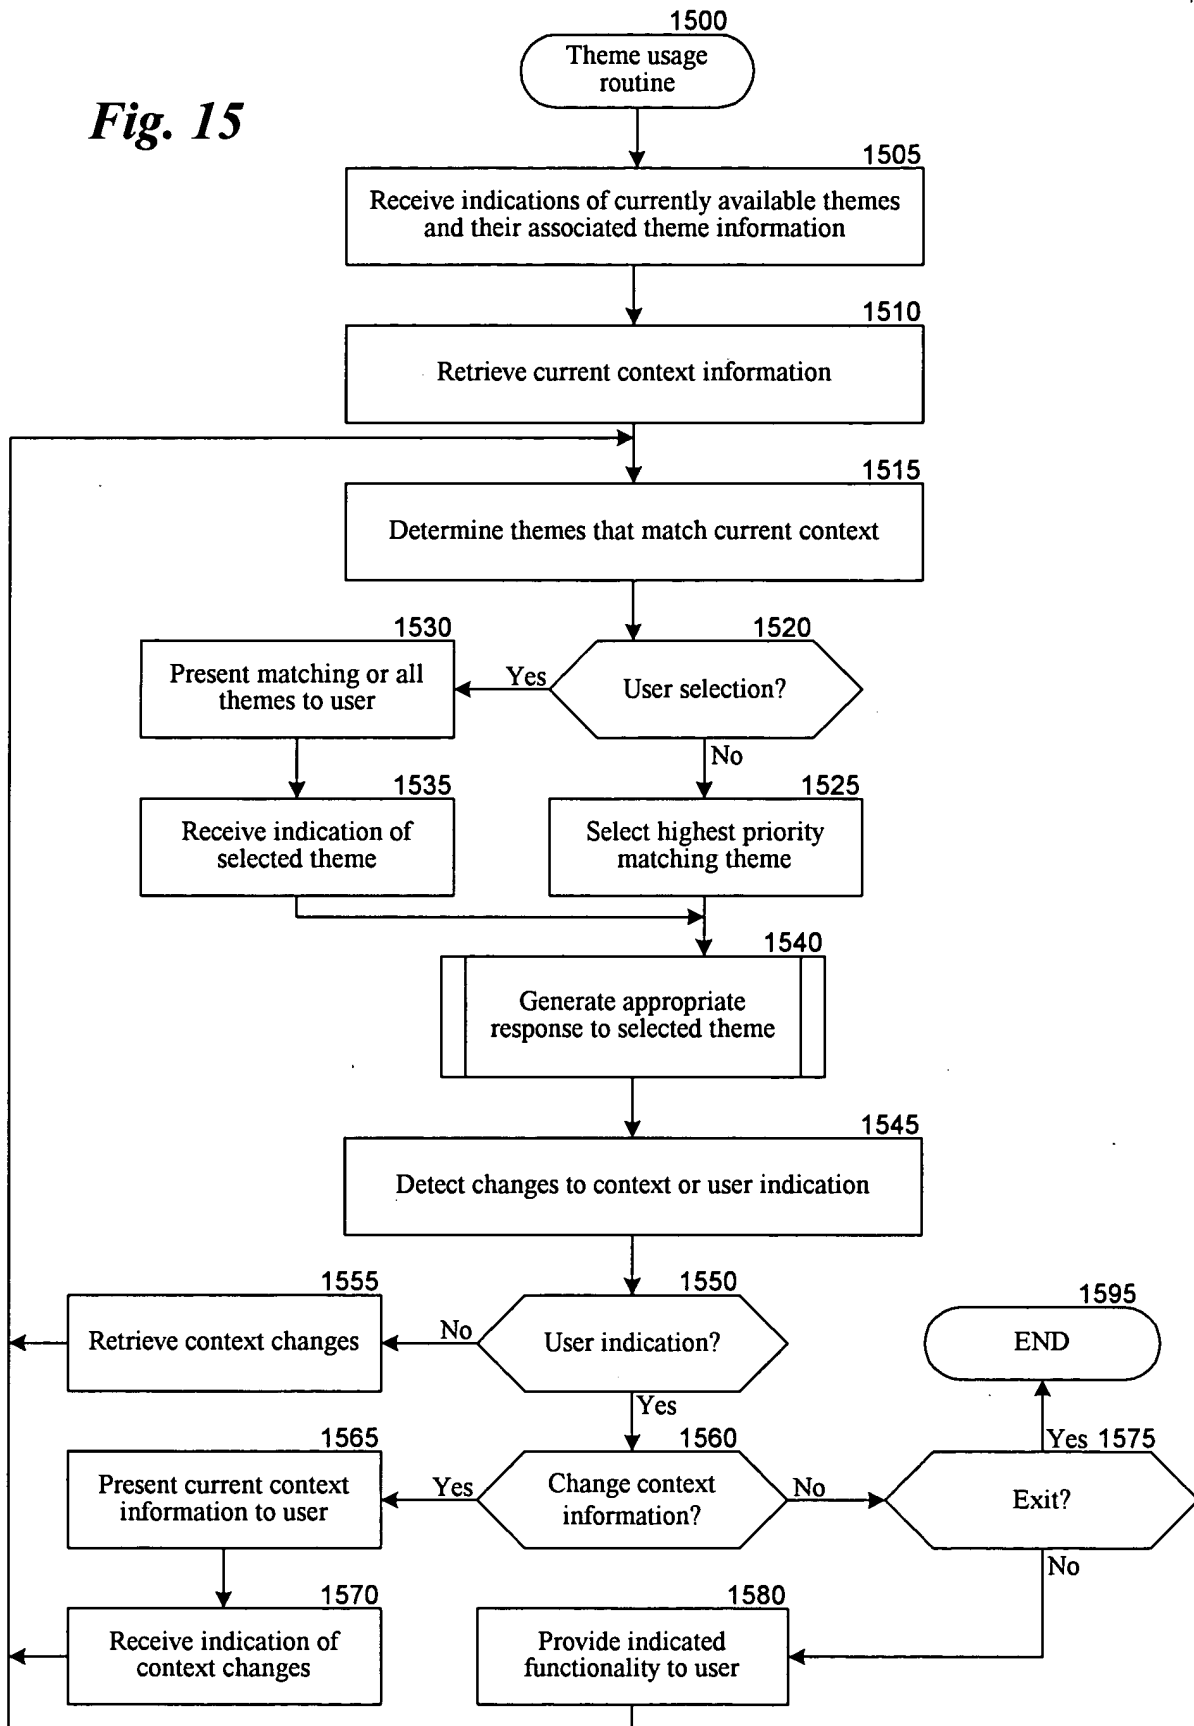 1500
Theme usage
routine
Fig. 15
1505
Receive indications of currently available themes
and their associated theme information
1510
Retrieve current context information
1515
Determine themes that match current context
1530
1520
Present matching or all
themes to user
Yes
User selection?
No
1535
1525
Receive indication of
selected theme
Select highest priority
matching theme
1540
Generate appropriate
response to selected theme
1545
Detect changes to context or user indication
1555
1550
1595
Retrieve context changes
No
User indication?
END
Yes
1565
1560
Yes 1575
Present current context
information to user
Yes
Change context
information?
No
Exit?
No
1570
1580
Receive indication of
context changes
Provide indicated
functionality to user